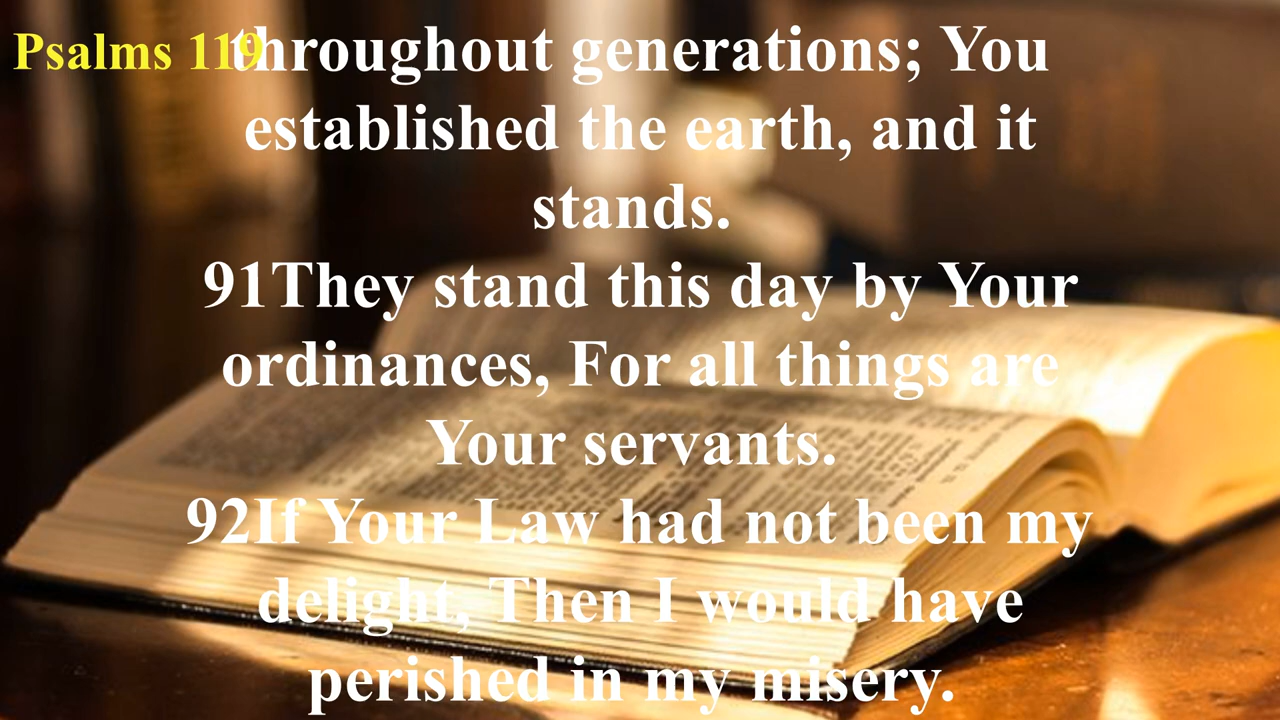 Psalms 119
throughout generations; You
established the earth, and it
stands.
91They stand this day by Your
ordinances, For all things are
Your servants.
92If Your Law had not been my
delight, Then I would have
perished in my misery.